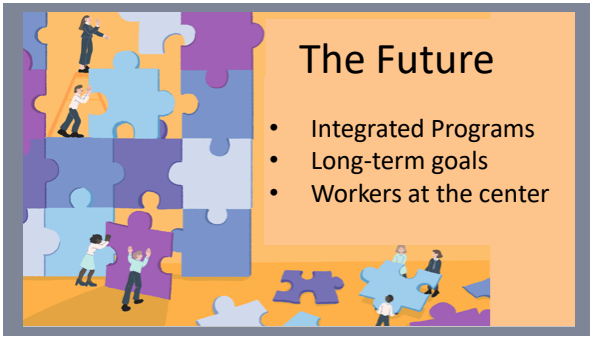 The Future
• Integrated Programs
• Long-term goals
• Workers at the center